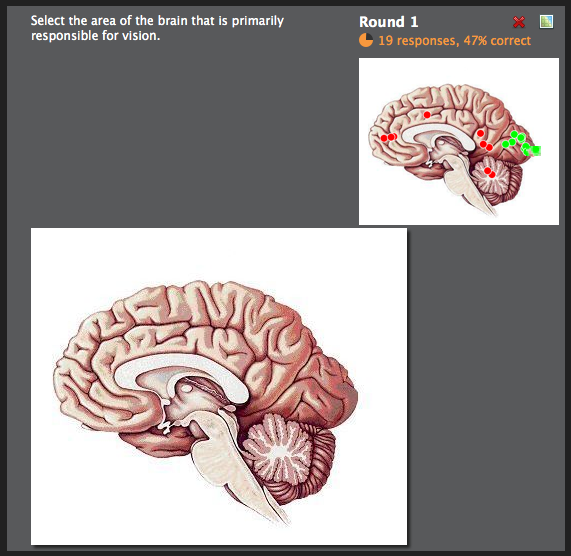 Select the area of the brain that is primarily
responsible for vision.
Round 1
19 responses, 47% correct